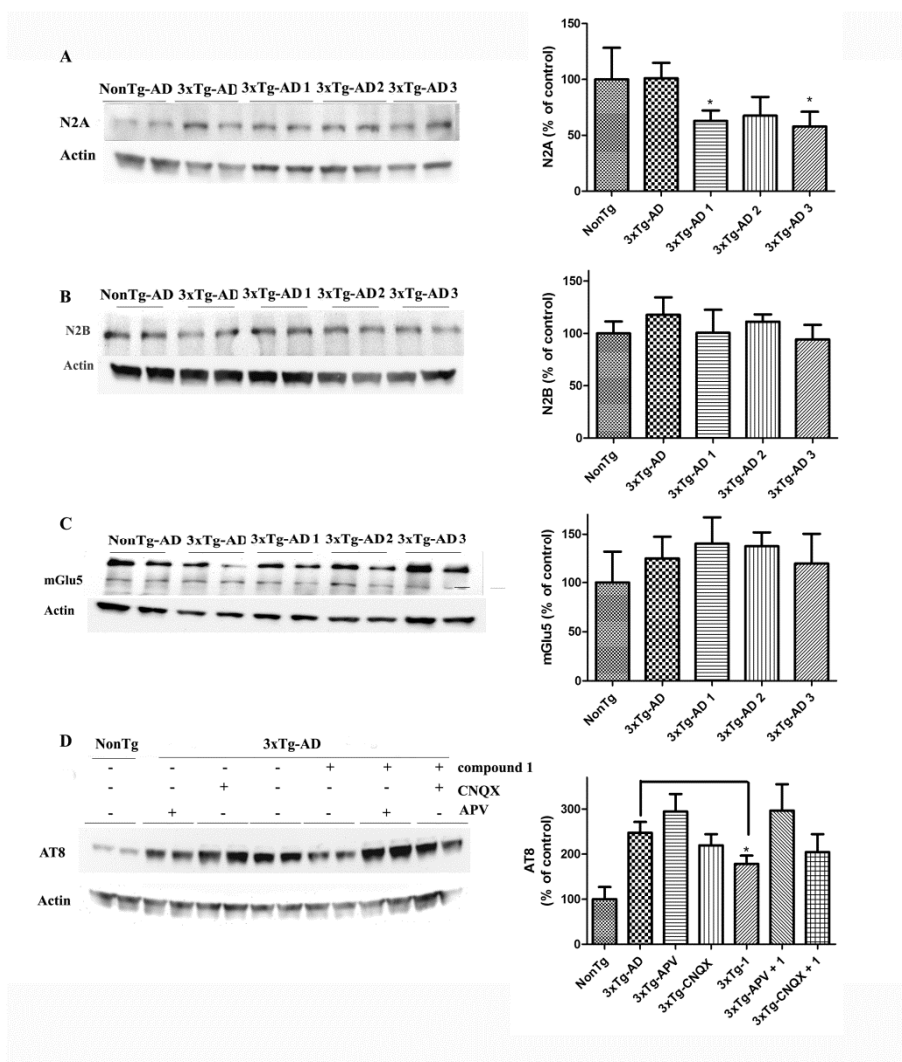 A
NonTg-AD 3xTg-AD 3xTg-AD 1 3xTg-AD 2 3xTg-AD 3
N2A
Actin
N2A (% of control)
150
100
50
0
NonTg
3xTg-AD
3xTg-AD 1
3xTg-AD 2
3xTg-AD 3
*
*
B
NonTg-AD 3xTg-AD 3xTg-AD 1 3xTg-AD 2 3xTg-AD 3
N2B
Actin
N2B (% of control)
150
100
50
0
NonTg
3xTg-AD
3xTg-AD 1
3xTg-AD 2
3xTg-AD 3
C
NonTg-AD 3xTg-AD 3xTg-AD 1 3xTg-AD 2 3xTg-AD 3
mGlu5
Actin
mGlu5 (% of control)
150
100
50
0
NonTg
3xTg-AD
3xTg-AD 1
3xTg-AD 2
3xTg-AD 3
D
NonTg 3xTg-AD
- - - - + + + compound 1
- - + - - - + CNQX
- + - - - + - APV
AT8
Actin
AT8
(% of control)
300
200
100
0
*
NonTg
3xTg-AD
3xTg-APV
3xTg-CNQX
3xTg-1
3xTg-APV + 1
3xTg-CNQX + 1